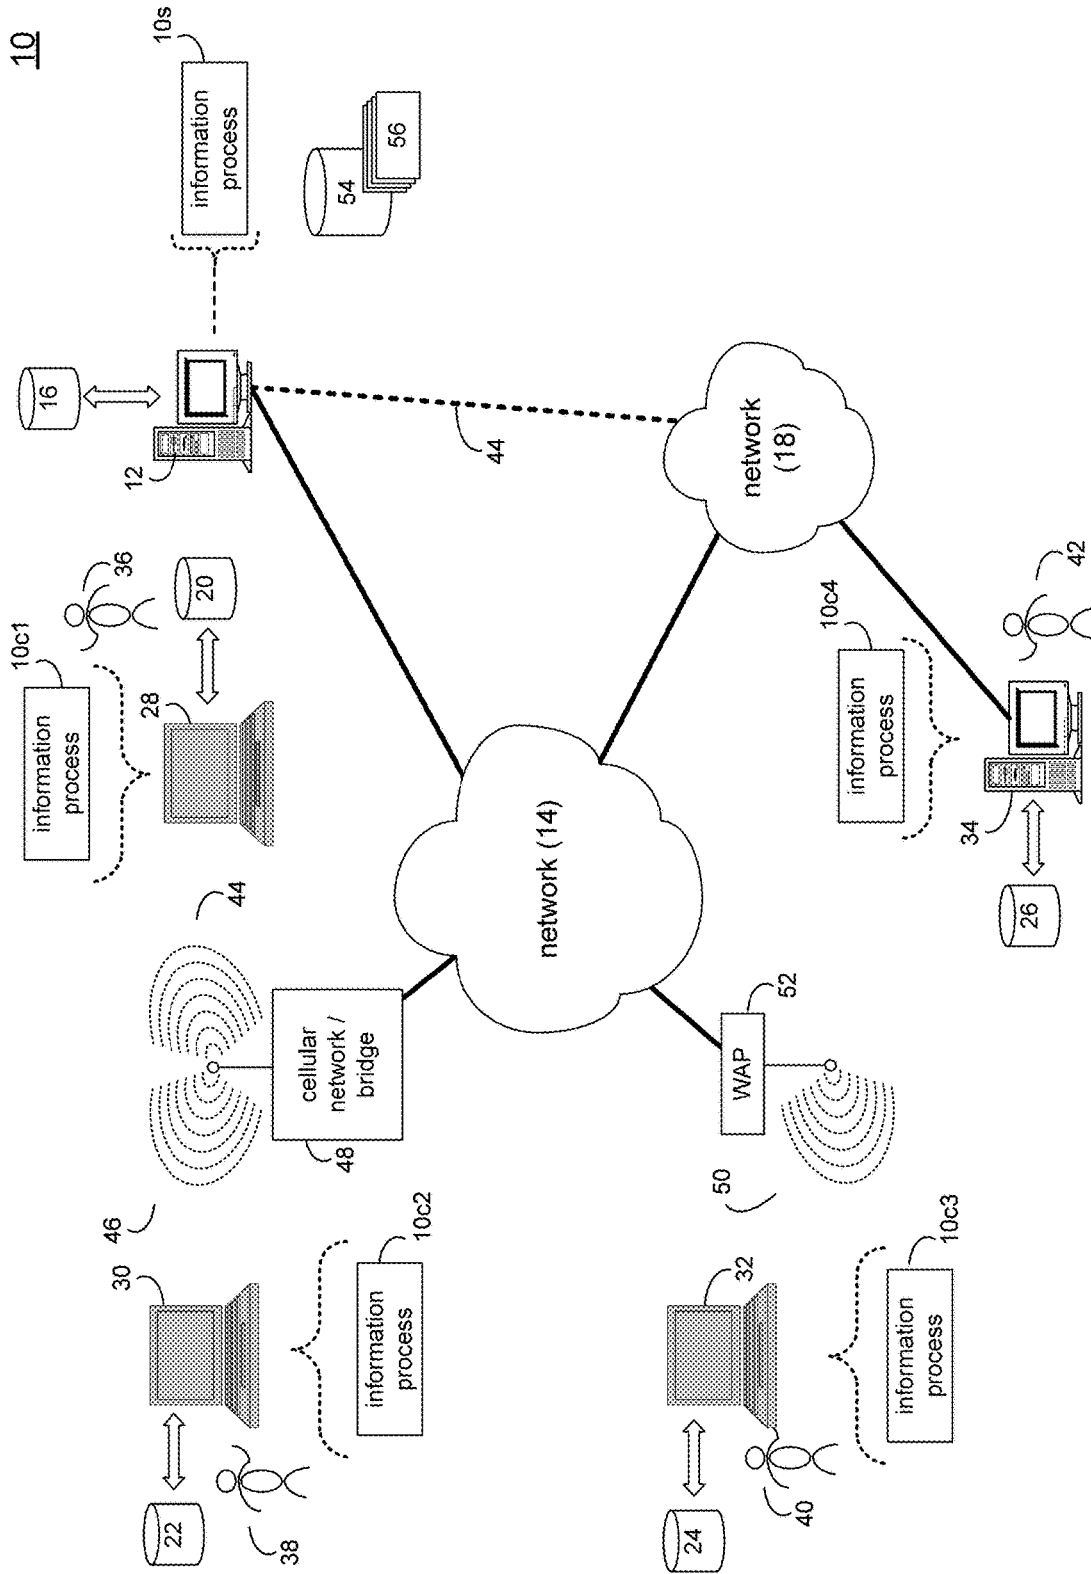 10
10c1
information
process
16
10s
information
process
46
30
28
36
20
12
22
38
44
54
56
cellular
network /
bridge
48
10c2
information
process
network (14)
44
network
(18)
50
52
WAP
32
24
40
10c4
information
process
10c3
information
process
34
26
42